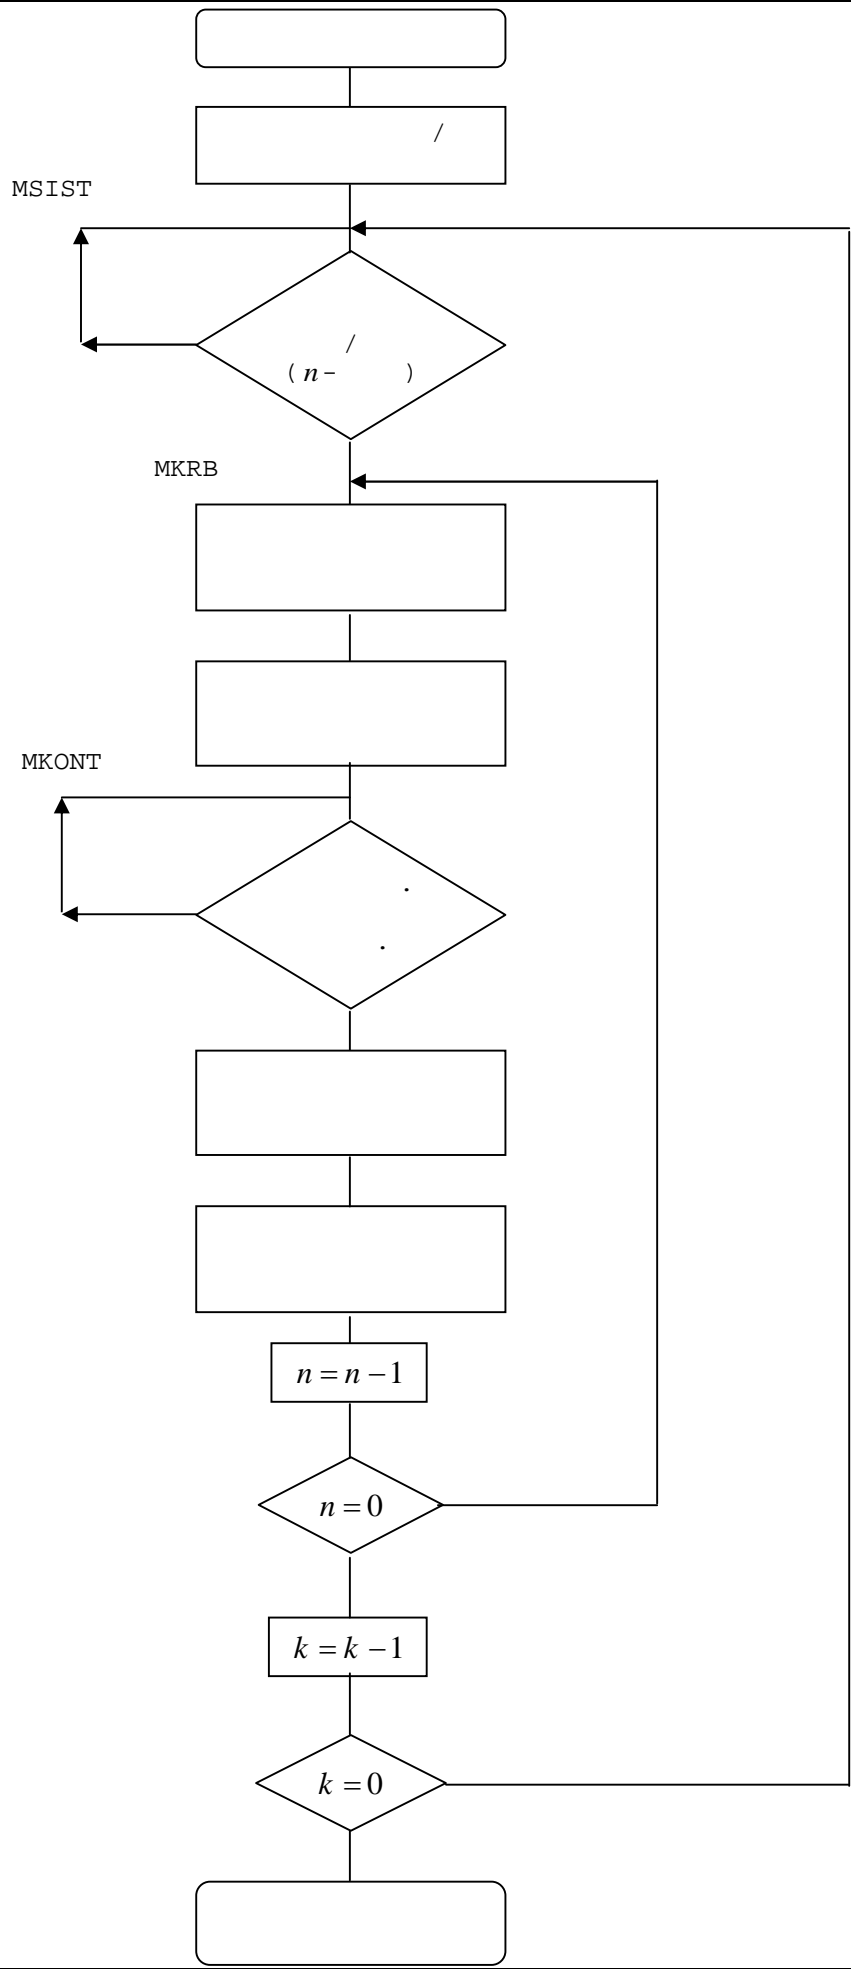 /
MSIST
/
( n – )
MKRB
MKONT
.
.
n = n – 1
n = 0
k = k – 1
k = 0